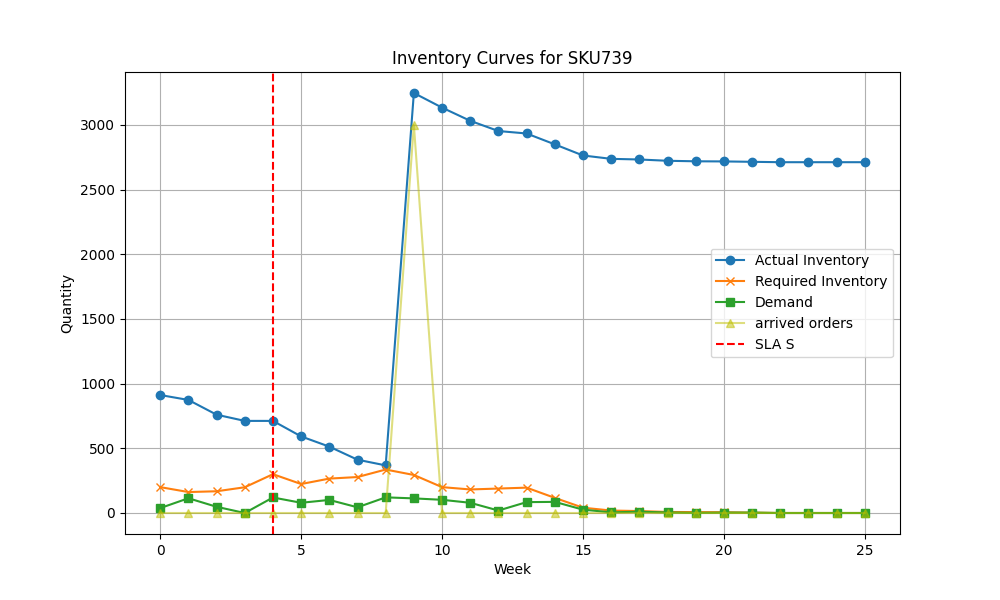 Inventory Curves for SKU739
Quantity
3000
2500
2000
1500
1000
500
0
Actual Inventory
Required Inventory
Demand
arrived orders
SLA S
0 5 10 15 20 25
Week